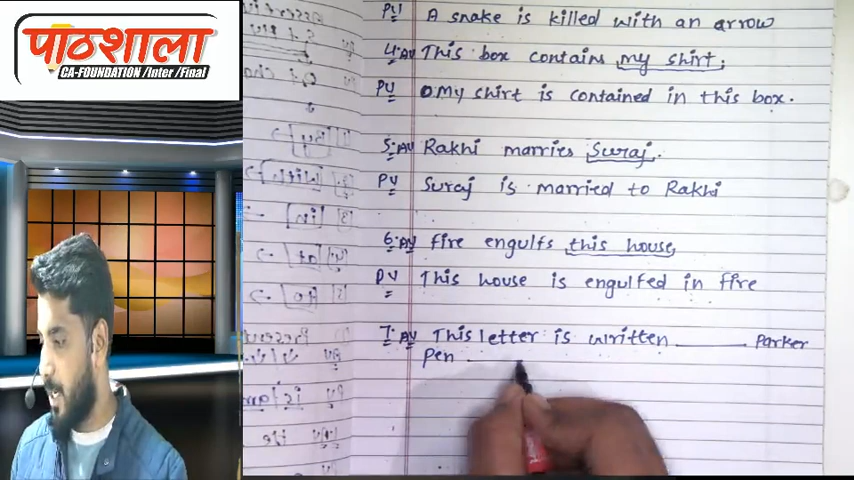 पाठशाला
CA-FOUNDATION/Inter/Final
PV A snake is killed with an arrow
4. AV This box contains my shirt.
PV my shirt is contained in this box.
5. AV Rakhi marries Suraj.
PV Suraj is married to Rakhi
6. AV fire engulfs this house
PV This house is engulfed in fire
7. AV This letter is written ______ Parker
Pen ______